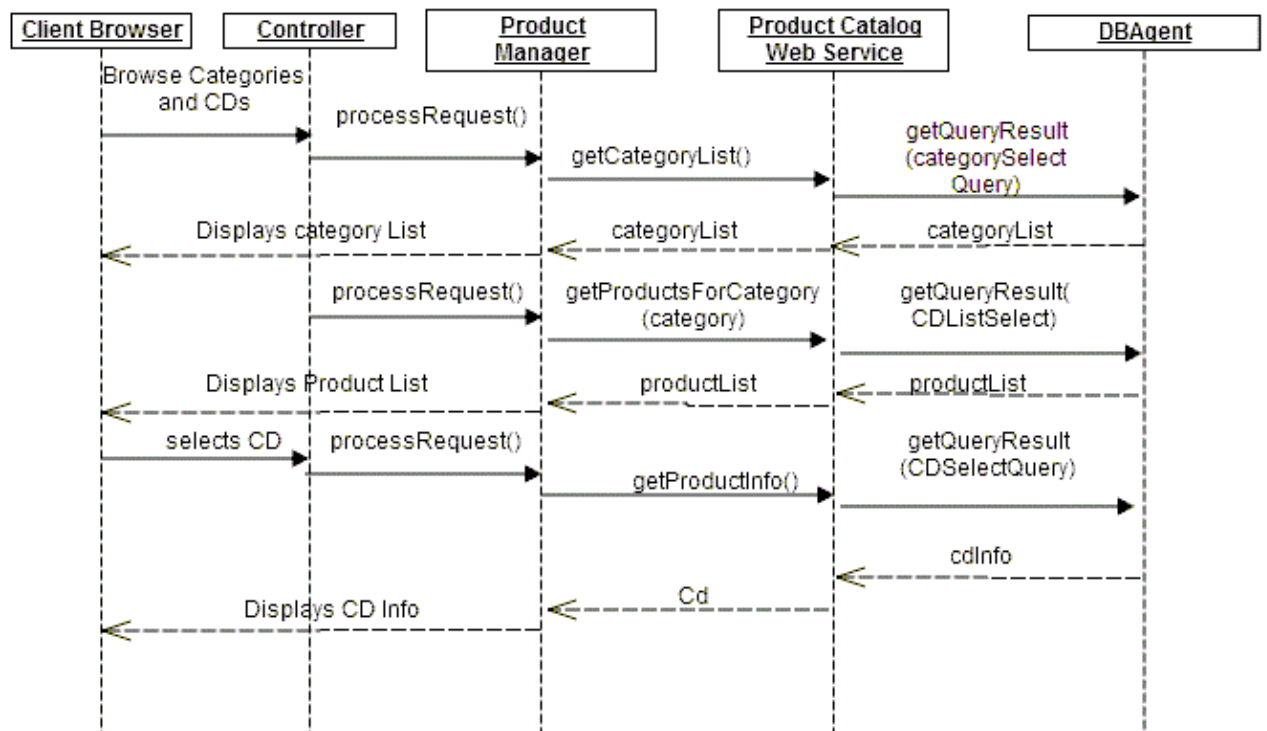 Client Browser
Controller
Product
Manager
Product Catalog
Web Service
DBAgent
Browse Categories
and CDs
processRequest()
getCategoryList()
getQueryResult
(categorySelect
Query)
Displays category List
categoryList
categoryList
processRequest()
getProductsForCategory
(category)
getQueryResult(
CDListSelect)
Displays Product List
productList
productList
selects CD
processRequest()
getProductInfo()
getQueryResult
(CDSelectQuery)
cdInfo
Cd
Displays CD Info